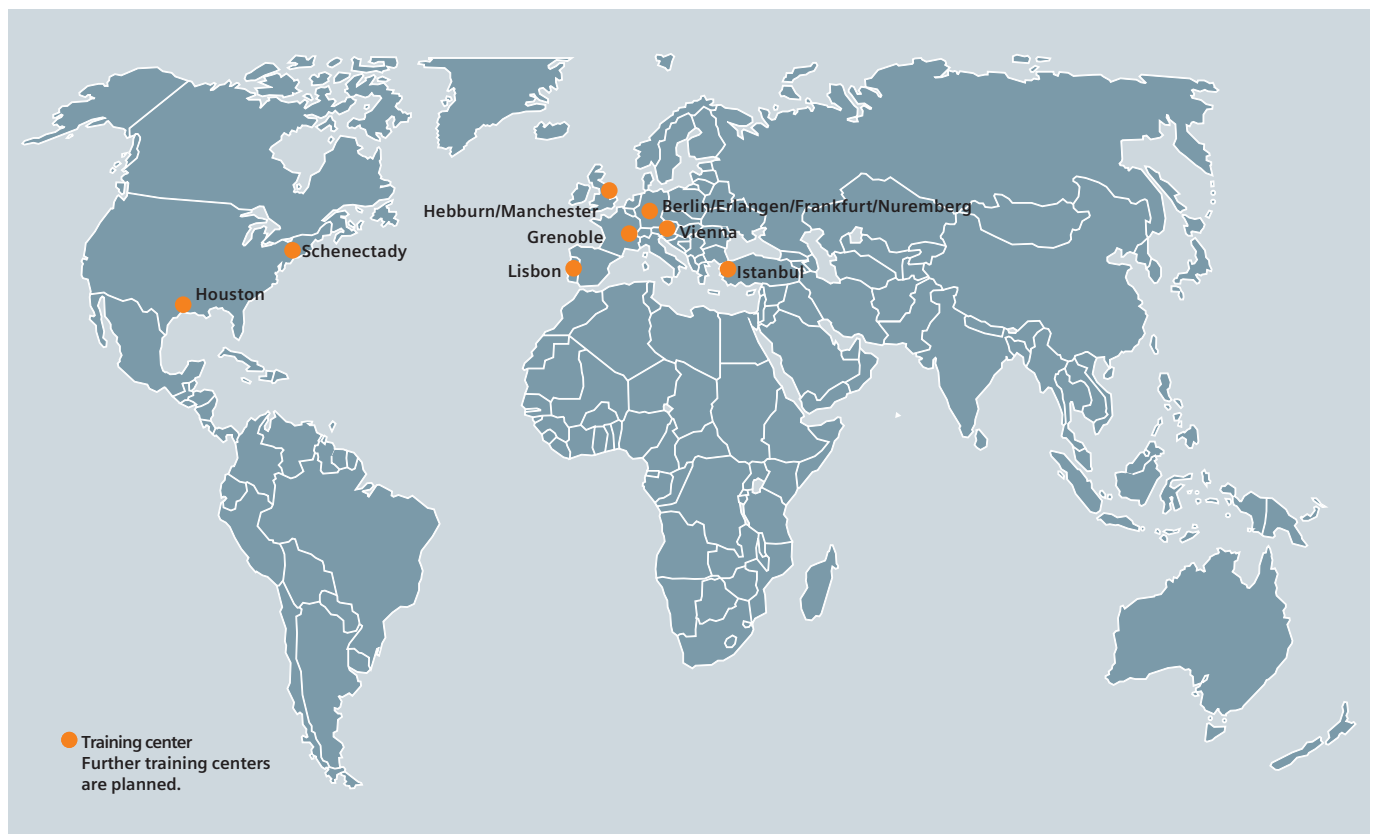 Berlin/Erlangen/Frankfurt/Nuremberg
Hebburn/Manchester
Vienna
Grenoble
Schenectady
Lisbon
Istanbul
Houston
Training center
Further training centers
are planned.